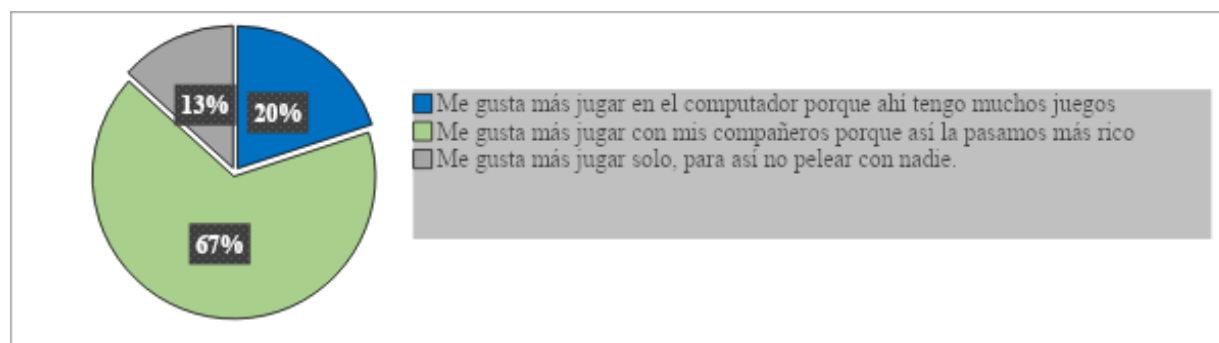 13%
20%
67%
Me gusta más jugar en el computador porque ahí tengo muchos juegos
Me gusta más jugar con mis compañeros porque así la pasamos más rico
Me gusta más jugar solo, para así no pelear con nadie.